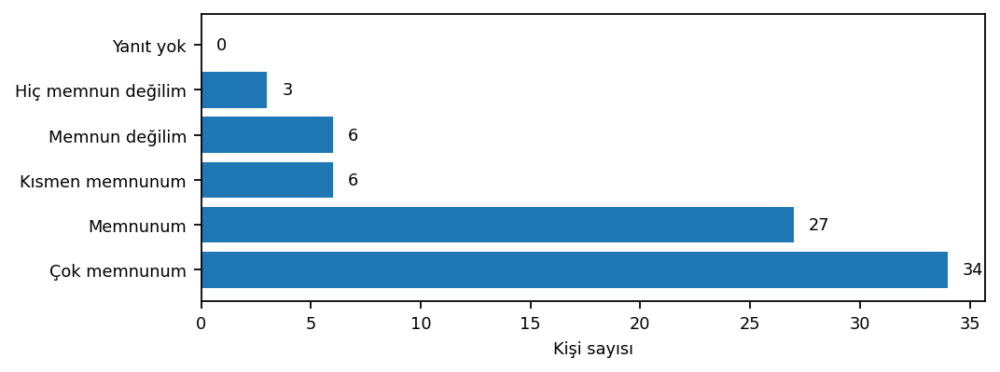 Yanıt yok 0
Hiç memnun değilim 3
Memnun değilim 6
Kısmen memnunum 6
Memnunum 27
Çok memnunum 34
0 5 10 15 20 25 30 35
Kişi sayısı